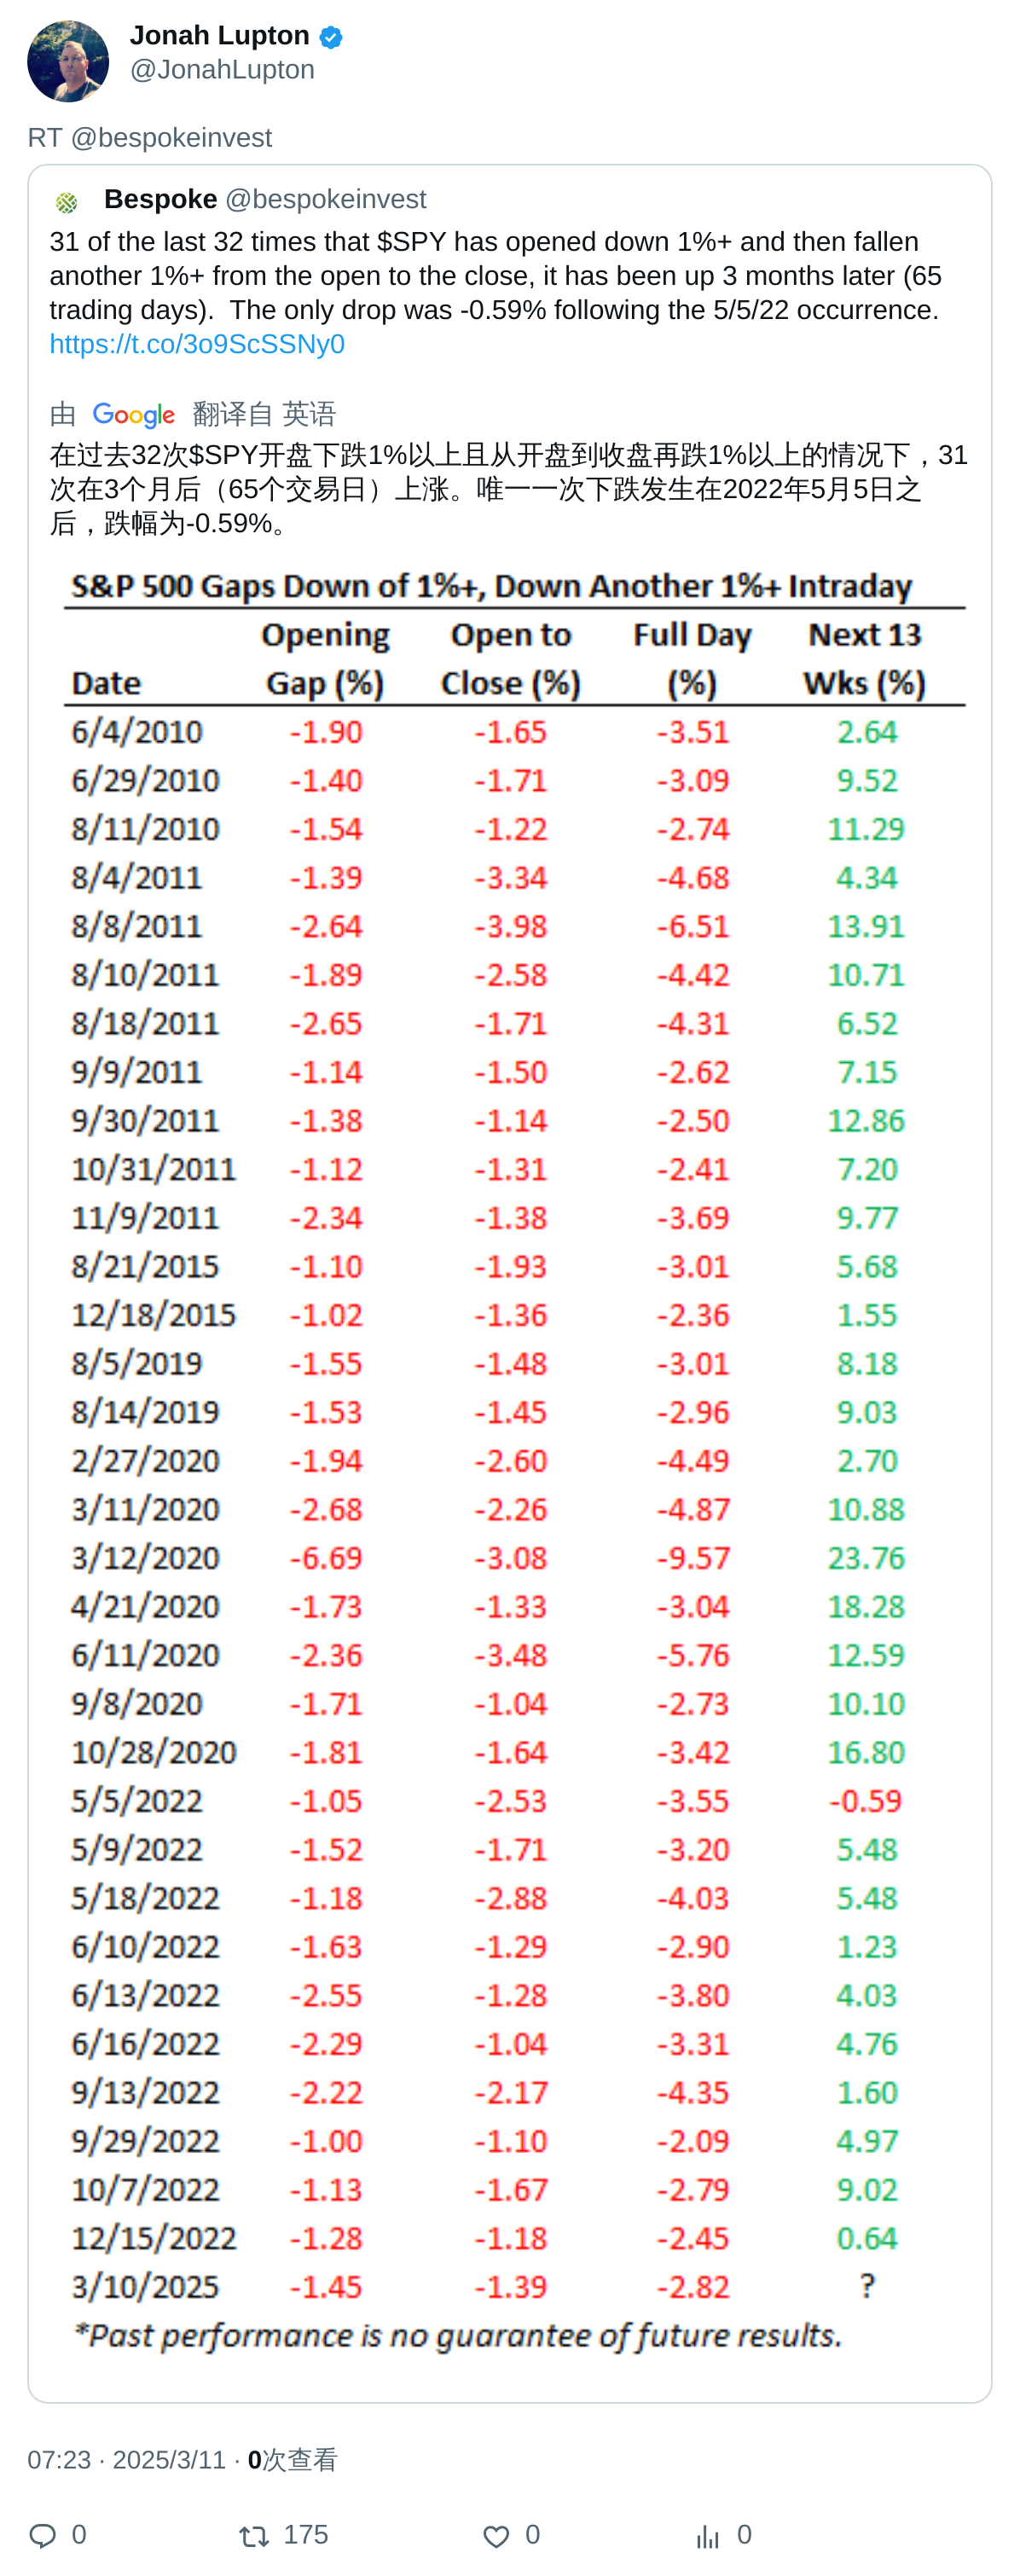 Jonah Lupton
@JonahLupton
RT @bespokeinvest
Bespoke @bespokeinvest
31 of the last 32 times that $SPY has opened down 1%+ and then fallen
another 1%+ from the open to the close, it has been up 3 months later (65
trading days).  The only drop was -0.59% following the 5/5/22 occurrence.
https://t.co/3o9ScSSNy0
由 Google 翻译自 英语
在过去32次$SPY开盘下跌1%以上且从开盘到收盘再跌1%以上的情况下，31
次在3个月后（65个交易日）上涨。唯一一次下跌发生在2022年5月5日之
后，跌幅为-0.59%。
S&P 500 Gaps Down of 1%+, Down Another 1%+ Intraday
Opening Open to Full Day Next 13
Date Gap (%) Close (%) (%) Wks (%)
6/4/2010 -1.90 -1.65 -3.51 2.64
6/29/2010 -1.40 -1.71 -3.09 9.52
8/11/2010 -1.54 -1.22 -2.74 11.29
8/4/2011 -1.39 -3.34 -4.68 4.34
8/8/2011 -2.64 -3.98 -6.51 13.91
8/10/2011 -1.89 -2.58 -4.42 10.71
8/18/2011 -2.65 -1.71 -4.31 6.52
9/9/2011 -1.14 -1.50 -2.62 7.15
9/30/2011 -1.38 -1.14 -2.50 12.86
10/31/2011 -1.12 -1.31 -2.41 7.20
11/9/2011 -2.34 -1.38 -3.69 9.77
8/21/2015 -1.10 -1.93 -3.01 5.68
12/18/2015 -1.02 -1.36 -2.36 1.55
8/5/2019 -1.55 -1.48 -3.01 8.18
8/14/2019 -1.53 -1.45 -2.96 9.03
2/27/2020 -1.94 -2.60 -4.49 2.70
3/11/2020 -2.68 -2.26 -4.87 10.88
3/12/2020 -6.69 -3.08 -9.57 23.76
4/21/2020 -1.73 -1.33 -3.04 18.28
6/11/2020 -2.36 -3.48 -5.76 12.59
9/8/2020 -1.71 -1.04 -2.73 10.10
10/28/2020 -1.81 -1.64 -3.42 16.80
5/5/2022 -1.05 -2.53 -3.55 -0.59
5/9/2022 -1.52 -1.71 -3.20 5.48
5/18/2022 -1.18 -2.88 -4.03 5.48
6/10/2022 -1.63 -1.29 -2.90 1.23
6/13/2022 -2.55 -1.28 -3.80 4.03
6/16/2022 -2.29 -1.04 -3.31 4.76
9/13/2022 -2.22 -2.17 -4.35 1.60
9/29/2022 -1.00 -1.10 -2.09 4.97
10/7/2022 -1.13 -1.67 -2.79 9.02
12/15/2022 -1.28 -1.18 -2.45 0.64
3/10/2025 -1.45 -1.39 -2.82 ?
*Past performance is no guarantee of future results.
07:23 · 2025/3/11 · 0次查看
0 175 0 0